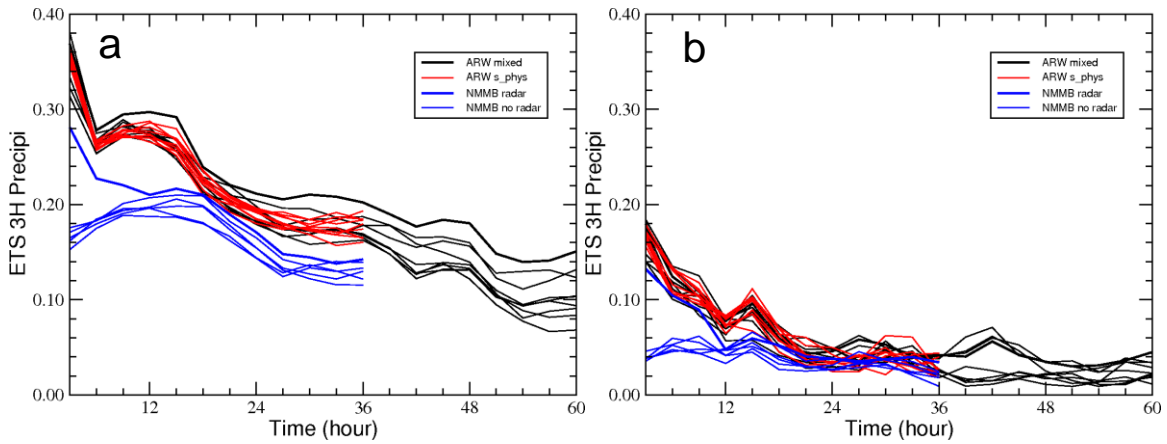 a
ETS 3H Precipi
0.40
0.30
0.20
0.10
0.00
ARW mixed
ARW s_phys
NMMB radar
NMMB no radar
12 24 36 48 60
Time (hour)
b
ETS 3H Precipi
0.40
0.30
0.20
0.10
0.00
ARW mixed
ARW s_phys
NMMB radar
NMMB no radar
12 24 36 48 60
Time (hour)